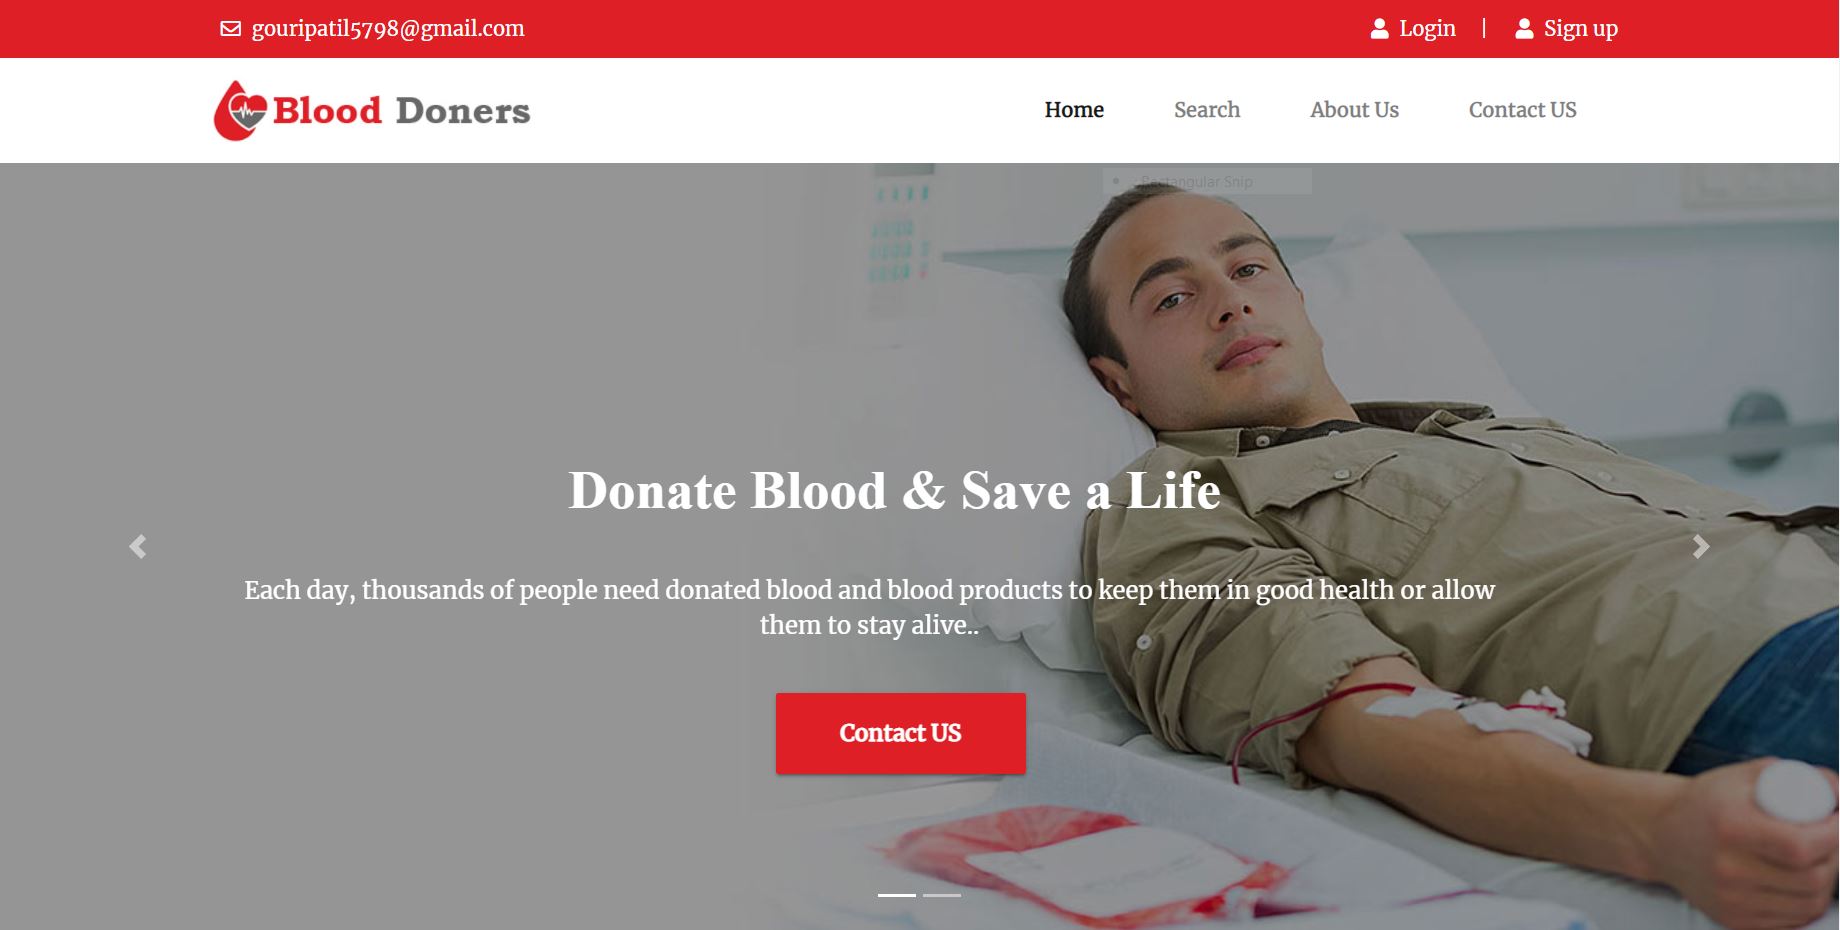 gouripatil5798@gmail.com
Login | Sign up
Blood Doners
Home Search About Us Contact US
Rectangular Snip
Donate Blood & Save a Life
Each day, thousands of people need donated blood and blood products to keep them in good health or allow
them to stay alive..
Contact US